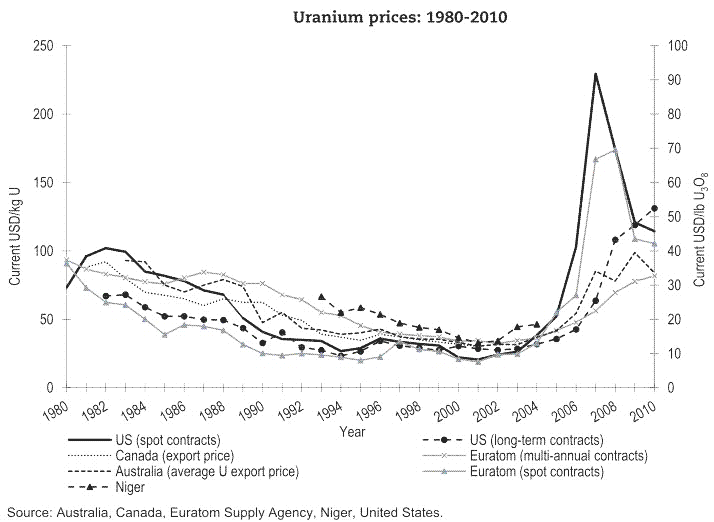 Uranium prices: 1980-2010
250
200
150
100
50
0
Current USD/kg U
100
90
80
70
60
50
40
30
20
10
0
Current USD/lb U₃O₈
1980 1982 1984 1986 1988 1990 1992 1994 1996 1998 2000 2002 2004 2006 2008 2010
Year
US (spot contracts)
US (long-term contracts)
Canada (export price)
Euratom (multi-annual contracts)
Australia (average U export price)
Euratom (spot contracts)
Niger
Source: Australia, Canada, Euratom Supply Agency, Niger, United States.